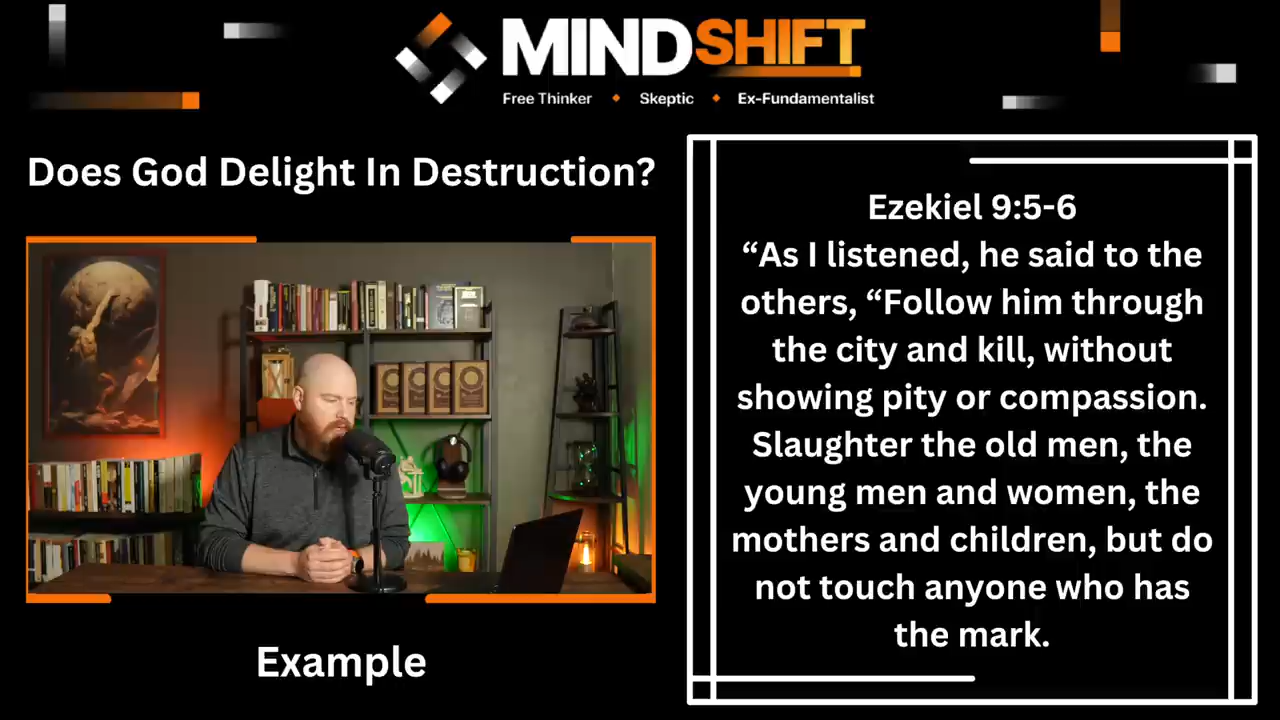 MINDSHIFT
Free Thinker ◆ Skeptic ◆ Ex-Fundamentalist
Does God Delight In Destruction?
Example
Ezekiel 9:5-6
“As I listened, he said to the
others, “Follow him through
the city and kill, without
showing pity or compassion.
Slaughter the old men, the
young men and women, the
mothers and children, but do
not touch anyone who has
the mark.